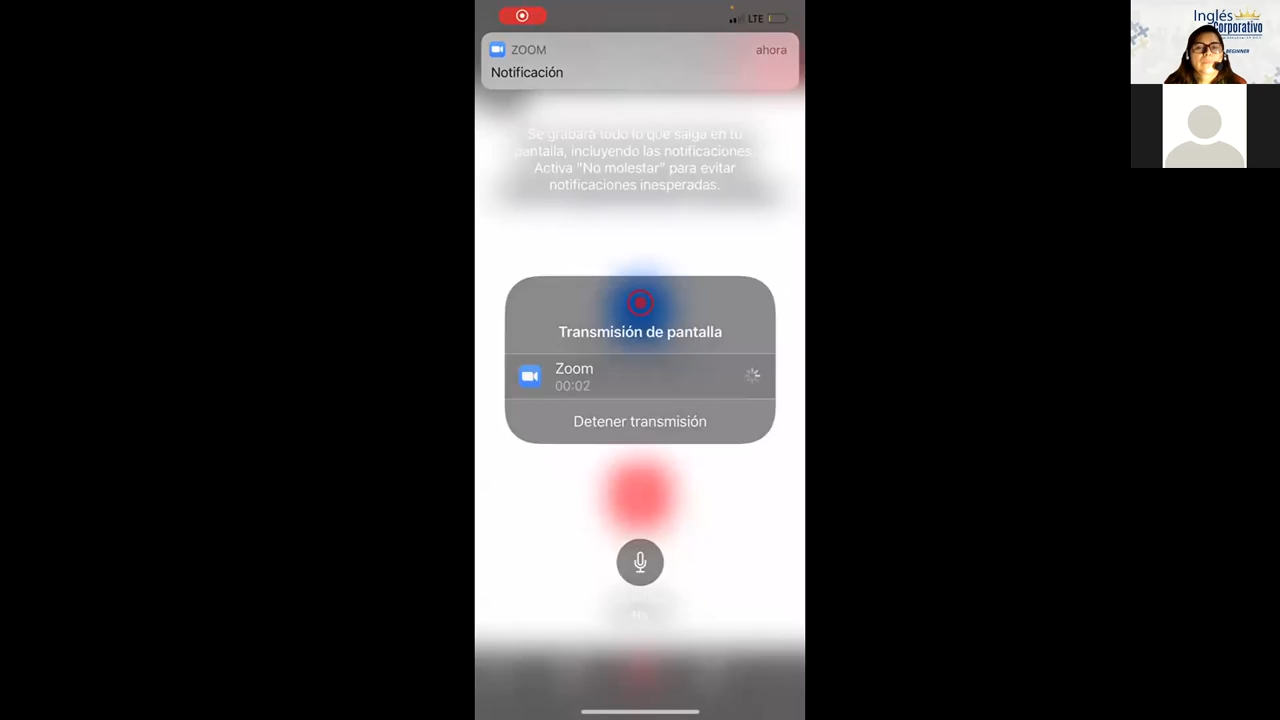 LTE
ZOOM
ahora
Notificación
Se grabará todo lo que salga en tu
pantalla, incluyendo las notificaciones.
Activa "No molestar" para evitar
notificaciones inesperadas.
Transmisión de pantalla
Zoom
00:02
Detener transmisión
Inglés
Corporativo
BEGINNER